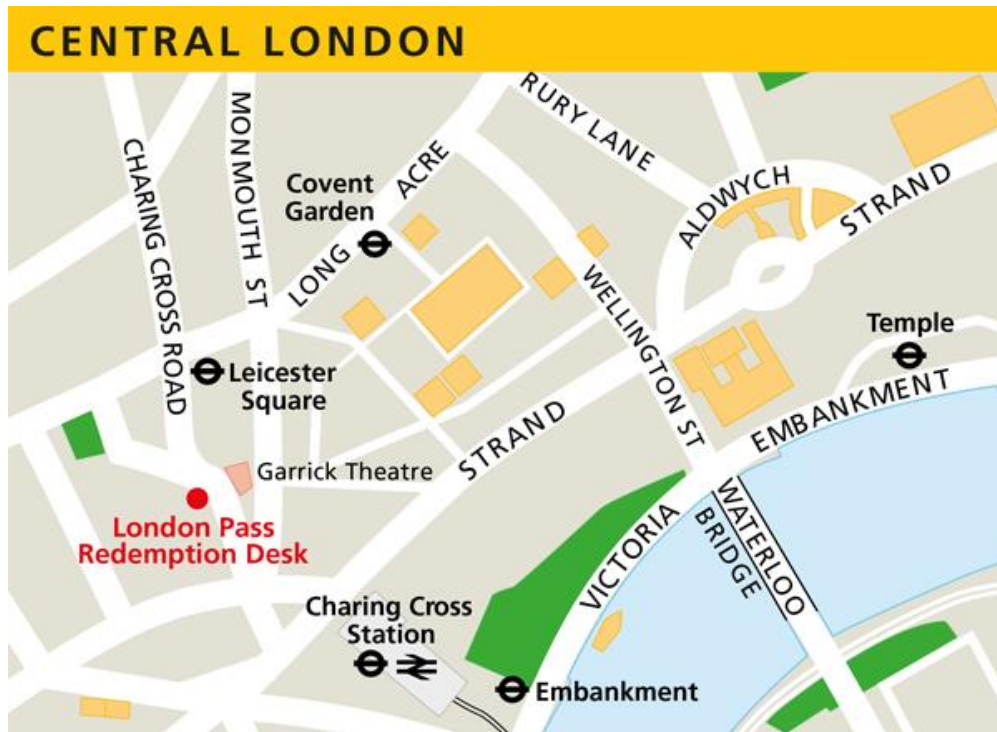 CENTRAL LONDON
RURY LANE
MONMOUTH ST
CHARING CROSS ROAD
LONG ACRE
Covent
Garden
ALDWYCH
STRAND
WELLINGTON ST
Temple
Leicester
Square
EMBANKMENT
STRAND
Garrick Theatre
London Pass
Redemption Desk
VICTORIA
WATERLOO
BRIDGE
Charing Cross
Station
Embankment